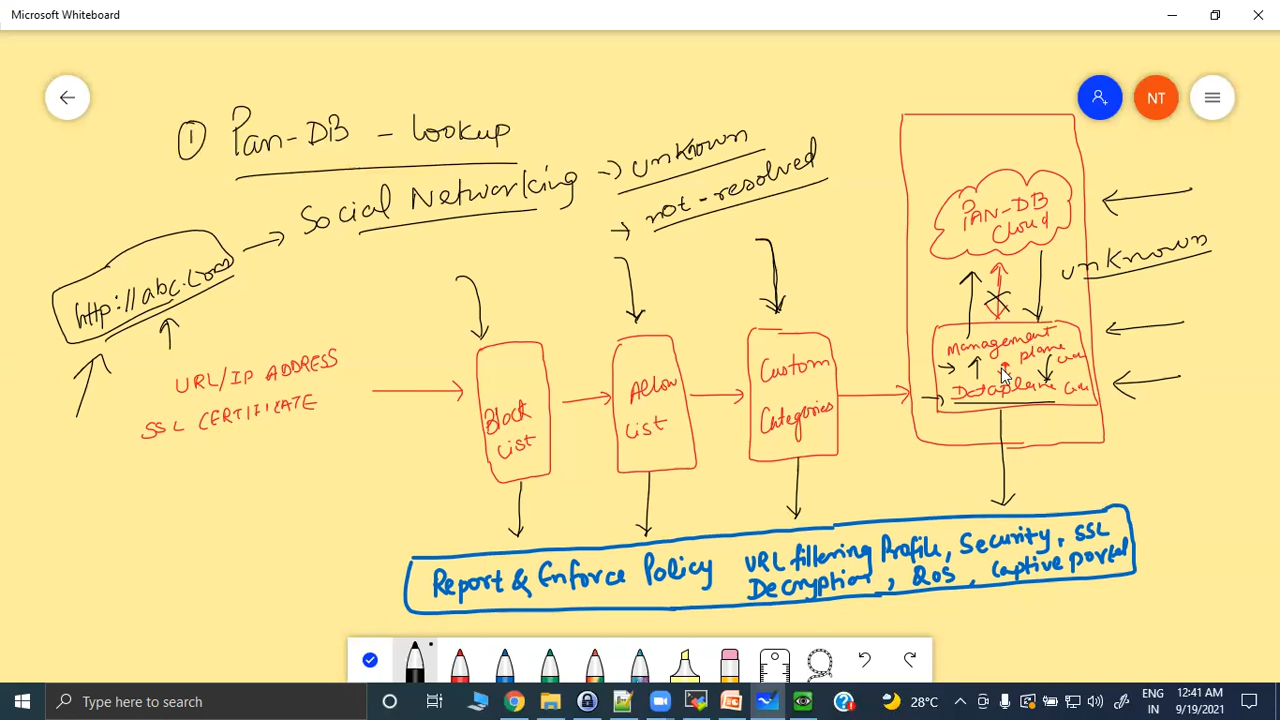 Microsoft Whiteboard
NT
① Pan-DB - lookup
Social Networking → unknown
→ not-resolved
http://abc.com
URL/IP ADDRESS
SSL CERTIFICATE
Block
List
Allow
List
Custom
Categories
PAN-DB
Cloud
unknown
Management
plane
Dataplane
Report & Enforce Policy
URL filtering Profile, Security, SSL
Decryption, QoS, Captive portal
Type here to search
28°C
ENG
IN
12:41 AM
9/19/2021